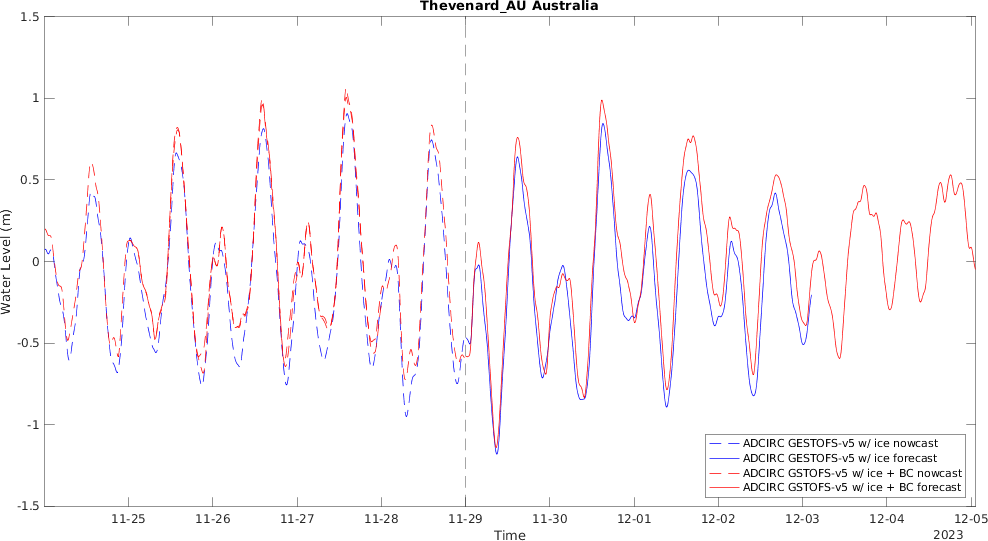 Thevenard_AU Australia
1.5
1
0.5
0
-0.5
-1
-1.5
Water Level (m)
ADCIRC GESTOFS-v5 w/ ice nowcast
ADCIRC GESTOFS-v5 w/ ice forecast
ADCIRC GSTOFS-v5 w/ ice + BC nowcast
ADCIRC GSTOFS-v5 w/ ice + BC forecast
11-25 11-26 11-27 11-28 11-29 11-30 12-01 12-02 12-03 12-04 12-05
Time
2023